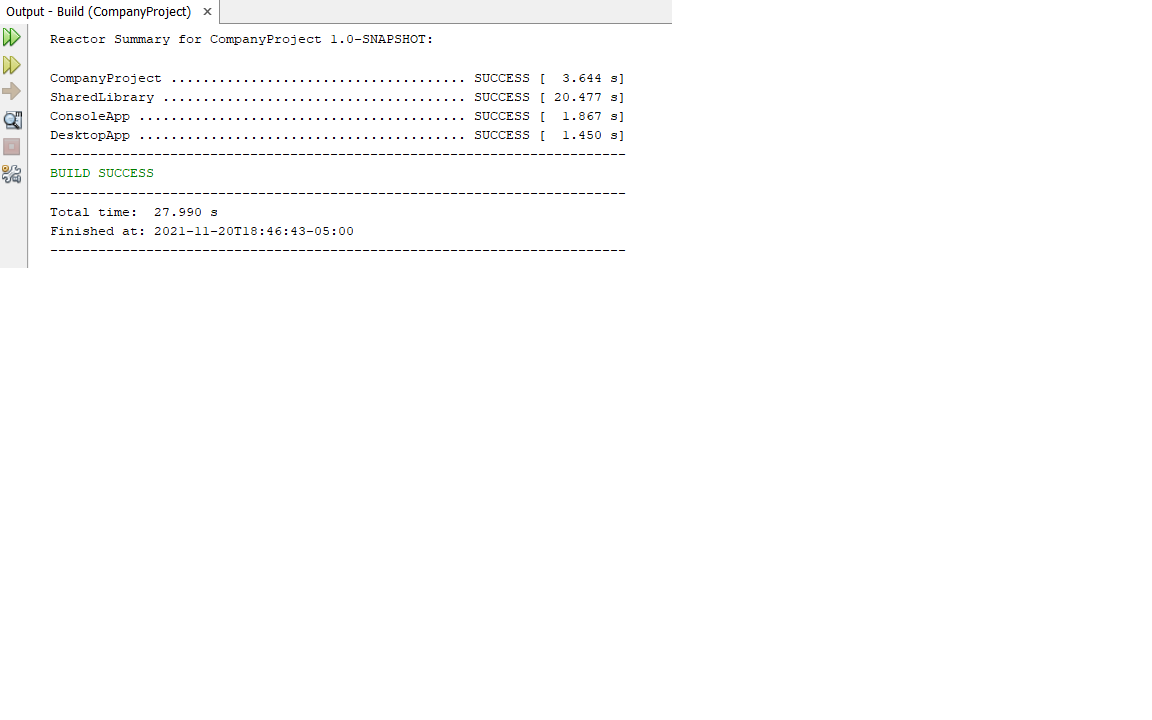 Output - Build (CompanyProject) ×
Reactor Summary for CompanyProject 1.0-SNAPSHOT:
CompanyProject ..................................... SUCCESS [  3.644 s]
SharedLibrary ...................................... SUCCESS [ 20.477 s]
ConsoleApp ......................................... SUCCESS [  1.867 s]
DesktopApp ......................................... SUCCESS [  1.450 s]
------------------------------------------------------------------------
BUILD SUCCESS
------------------------------------------------------------------------
Total time:  27.990 s
Finished at: 2021-11-20T18:46:43-05:00
------------------------------------------------------------------------